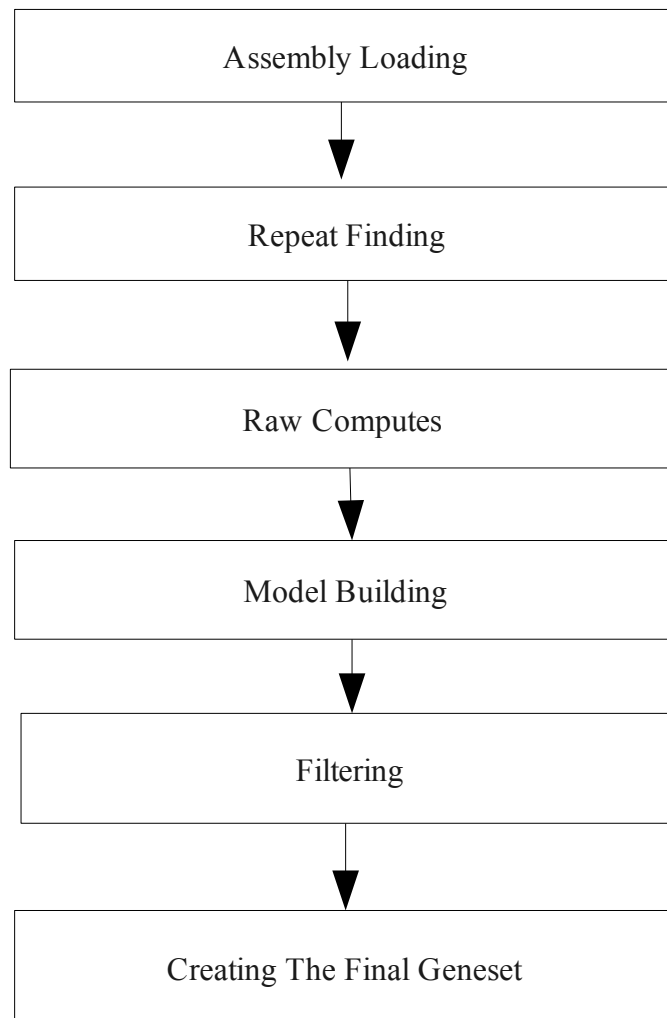 Assembly Loading
Repeat Finding
Raw Computes
Model Building
Filtering
Creating The Final Geneset